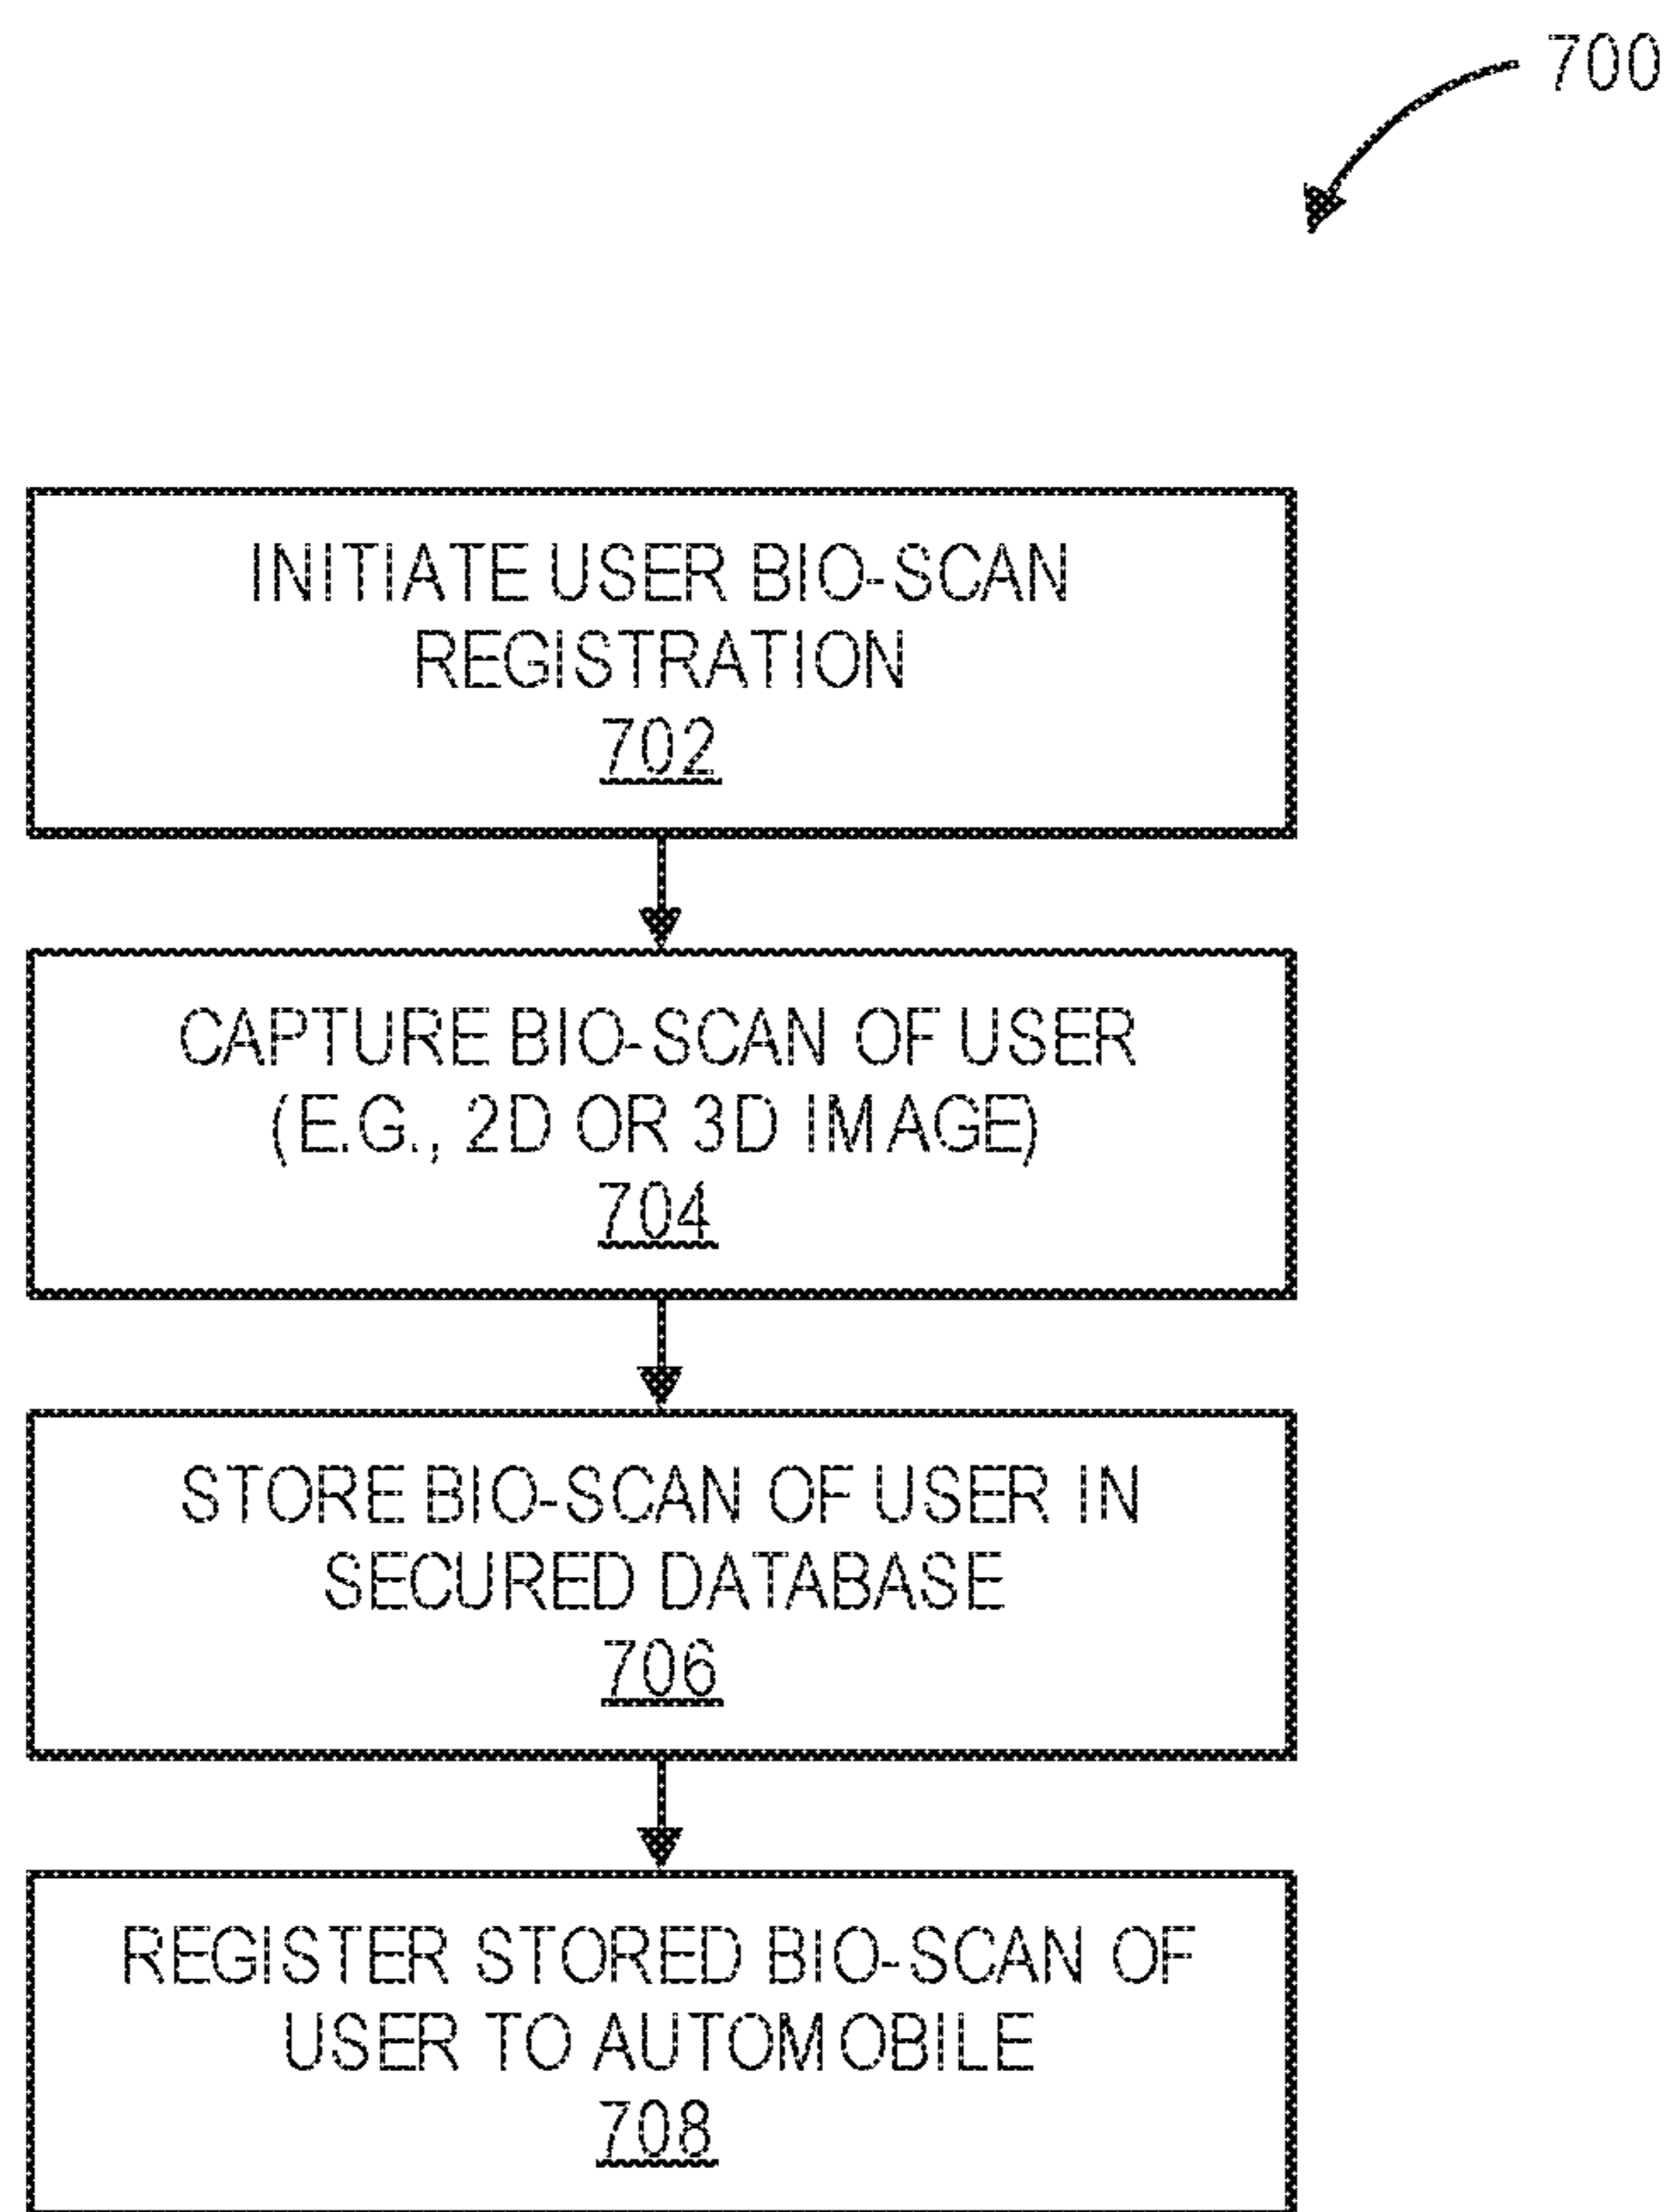 700
INITIATE USER BIO-SCAN
REGISTRATION
702
CAPTURE BIO-SCAN OF USER
(E.G., 2D OR 3D IMAGE)
704
STORE BIO-SCAN OF USER IN
SECURED DATABASE
706
REGISTER STORED BIO-SCAN OF
USER TO AUTOMOBILE
708